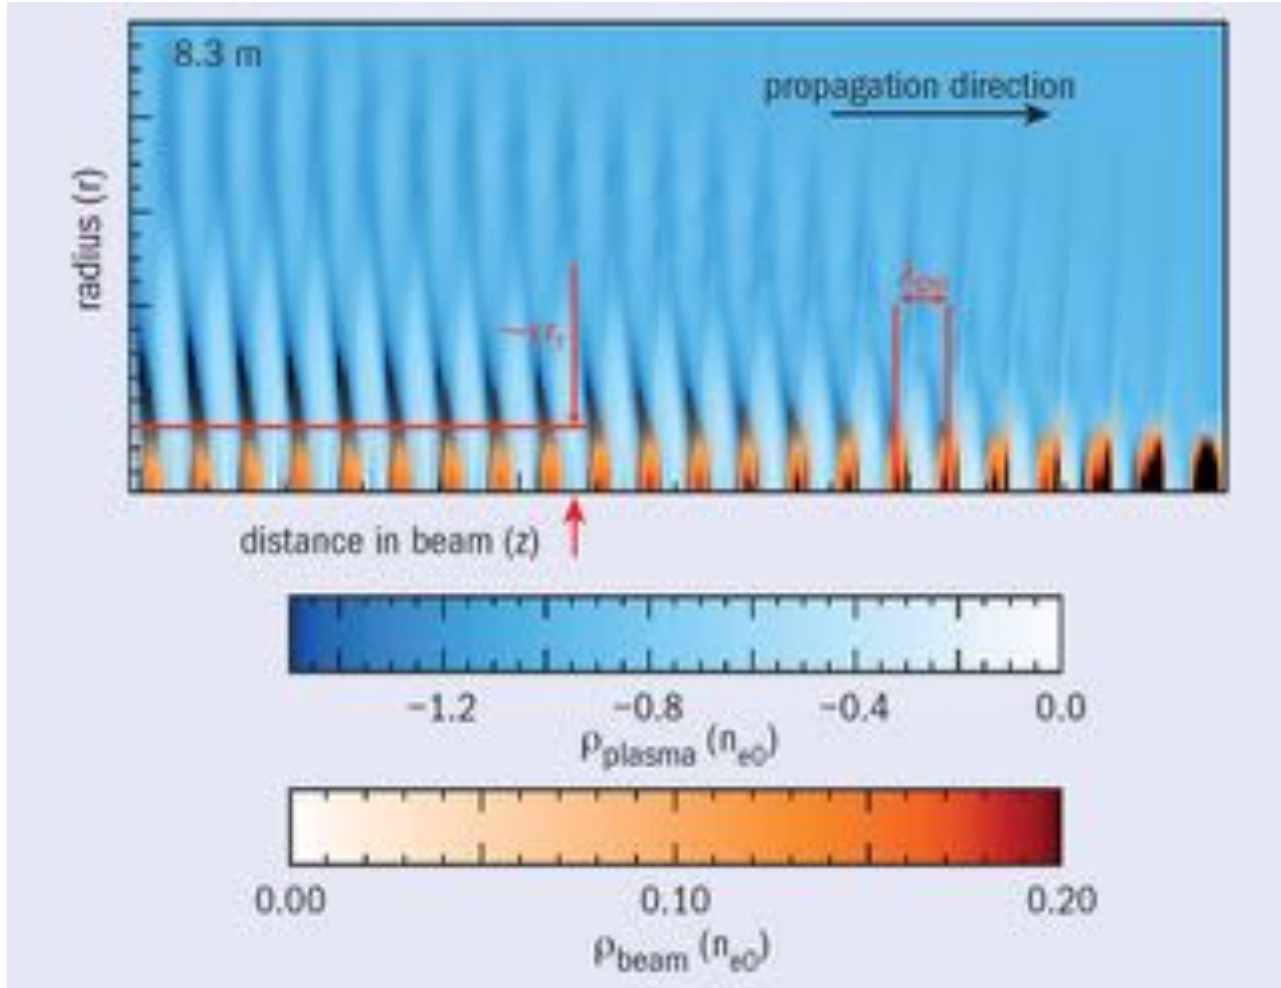 8.3 m
propagation direction
radius (r)
distance in beam (z)
−1.2 −0.8 −0.4 0.0
ρplasma (ne0)
0.00 0.10 0.20
ρbeam (ne0)